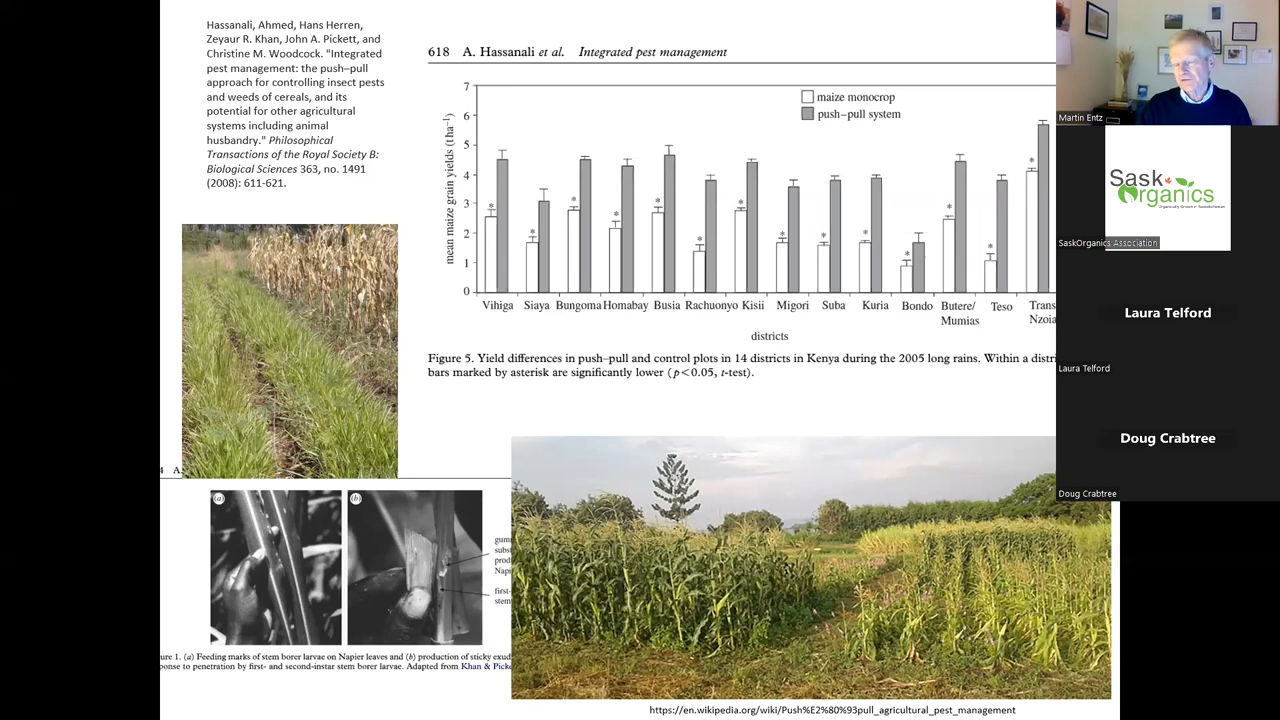 Hassanali, Ahmed, Hans Herren,
Zeyaur R. Khan, John A. Pickett, and
Christine M. Woodcock. "Integrated
pest management: the push–pull
approach for controlling insect pests
and weeds of cereals, and its
potential for other agricultural
systems including animal
husbandry." Philosophical
Transactions of the Royal Society B:
Biological Sciences 363, no. 1491
(2008): 611-621.
618 A. Hassanali et al. Integrated pest management
mean maize grain yields (t ha⁻¹)
7
6
5
4
3
2
1
0
maize monocrop
push–pull system
* * * * * * * * * * * * * *
Vihiga Siaya Bungoma Homabay Busia Rachuonyo Kisii Migori Suba Kuria Bondo Butere/ Teso Trans
Mumias Nzoia
districts
Figure 5. Yield differences in push–pull and control plots in 14 districts in Kenya during the 2005 long rains. Within a distri
bars marked by asterisk are significantly lower (p<0.05, t-test).
4 A.
(a) (b)
gum
subst
prod
Napi
first-
stem
ure 1. (a) Feeding marks of stem borer larvae on Napier leaves and (b) production of sticky exud
ponse to penetration by first- and second-instar stem borer larvae. Adapted from Khan & Picke
https://en.wikipedia.org/wiki/Push%E2%80%93pull_agricultural_pest_management
Martin Entz
Sask
Organics
SaskOrganics Association
Laura Telford
Laura Telford
Doug Crabtree
Doug Crabtree